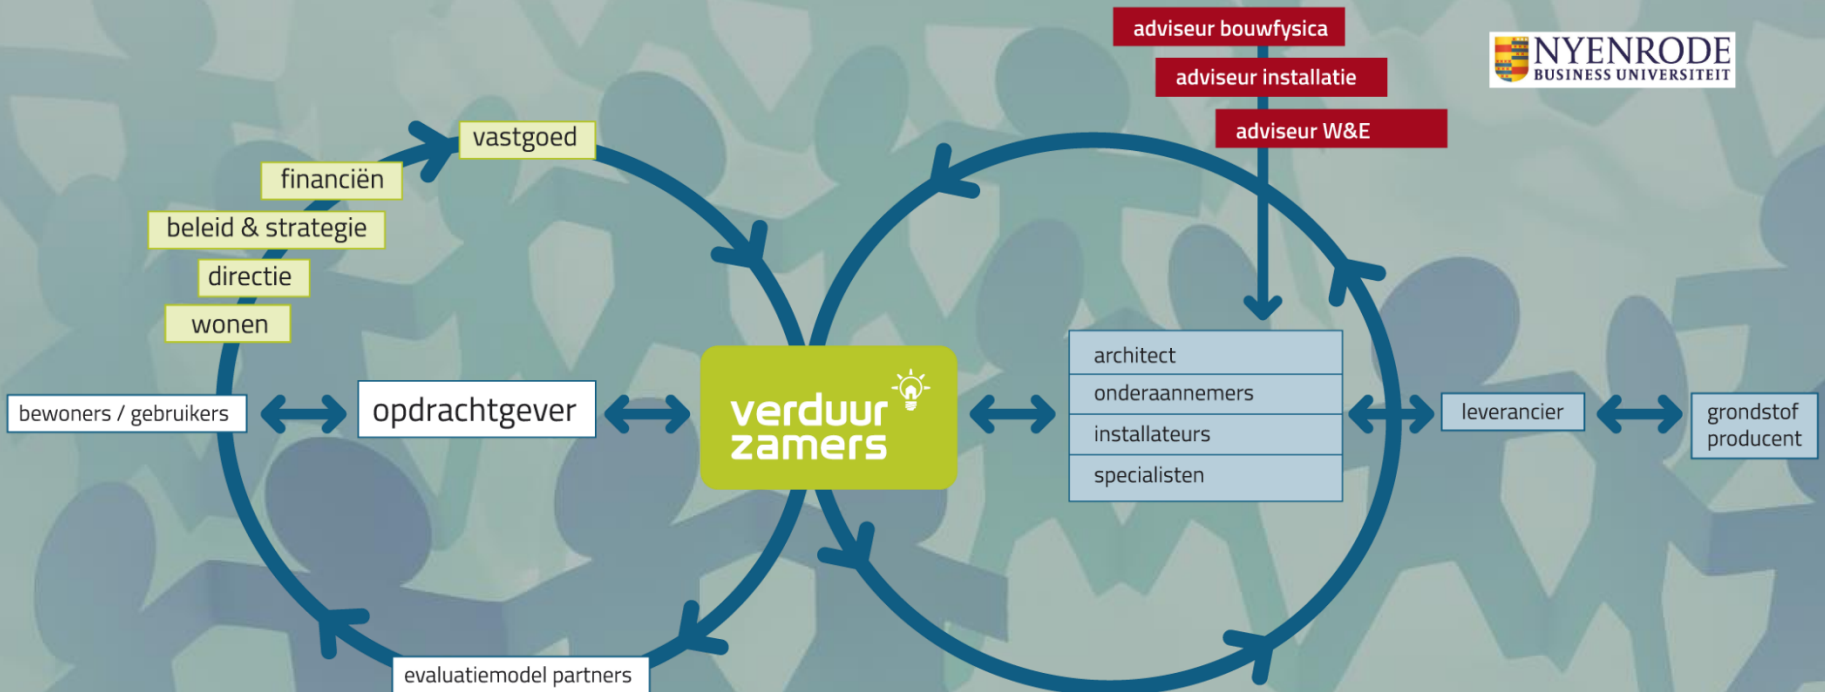 adviseur bouwfysica
adviseur installatie
adviseur W&E
NYENRODE
BUSINESS UNIVERSITEIT
vastgoed
financiën
beleid & strategie
directie
wonen
bewoners / gebruikers
opdrachtgever
verduur
zamers
architect
onderaannemers
installateurs
specialisten
leverancier
grondstof
producent
evaluatiemodel partners